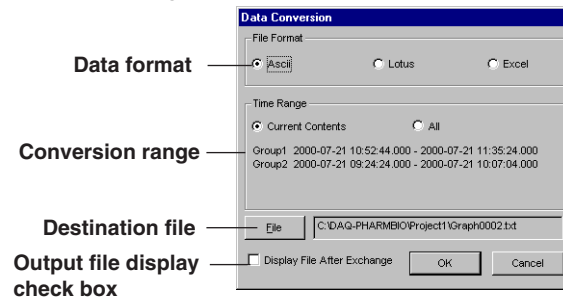 Data Conversion
File Format
Data format
Ascii Lotus Excel
Time Range
Current Contents All
Conversion range
Group1 2000-07-21 10:52:44.000 - 2000-07-21 11:35:24.000
Group2 2000-07-21 09:24:24.000 - 2000-07-21 10:07:04.000
Destination file
File C:\DAQ-PHARMBIO\Project1\Graph0002.txt
Output file display
check box
Display File After Exchange OK Cancel